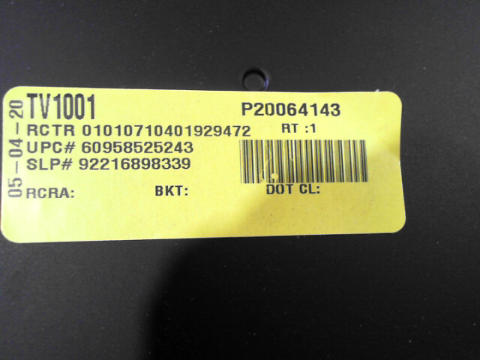 05-04-20
TV1001 P20064143
RCTR 01010710401929472 RT :1
UPC# 60958525243
SLP# 92216898339
RCRA: BKT: DOT CL: